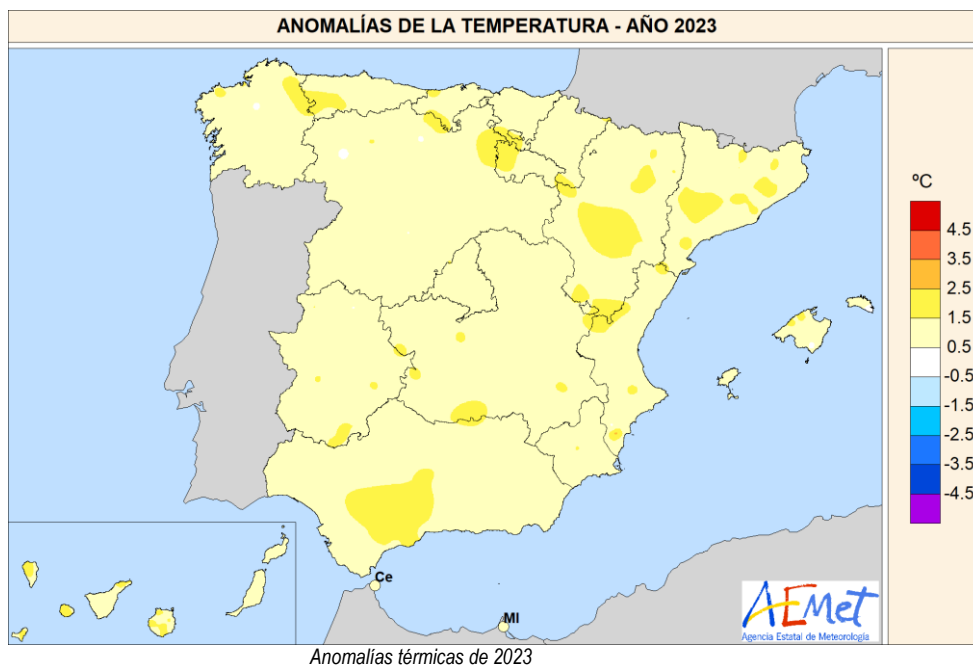 ANOMALÍAS DE LA TEMPERATURA - AÑO 2023
ºC
4.5
3.5
2.5
1.5
0.5
-0.5
-1.5
-2.5
-3.5
-4.5
Ce
Ml
AEMet
Agencia Estatal de Meteorología
Anomalías térmicas de 2023